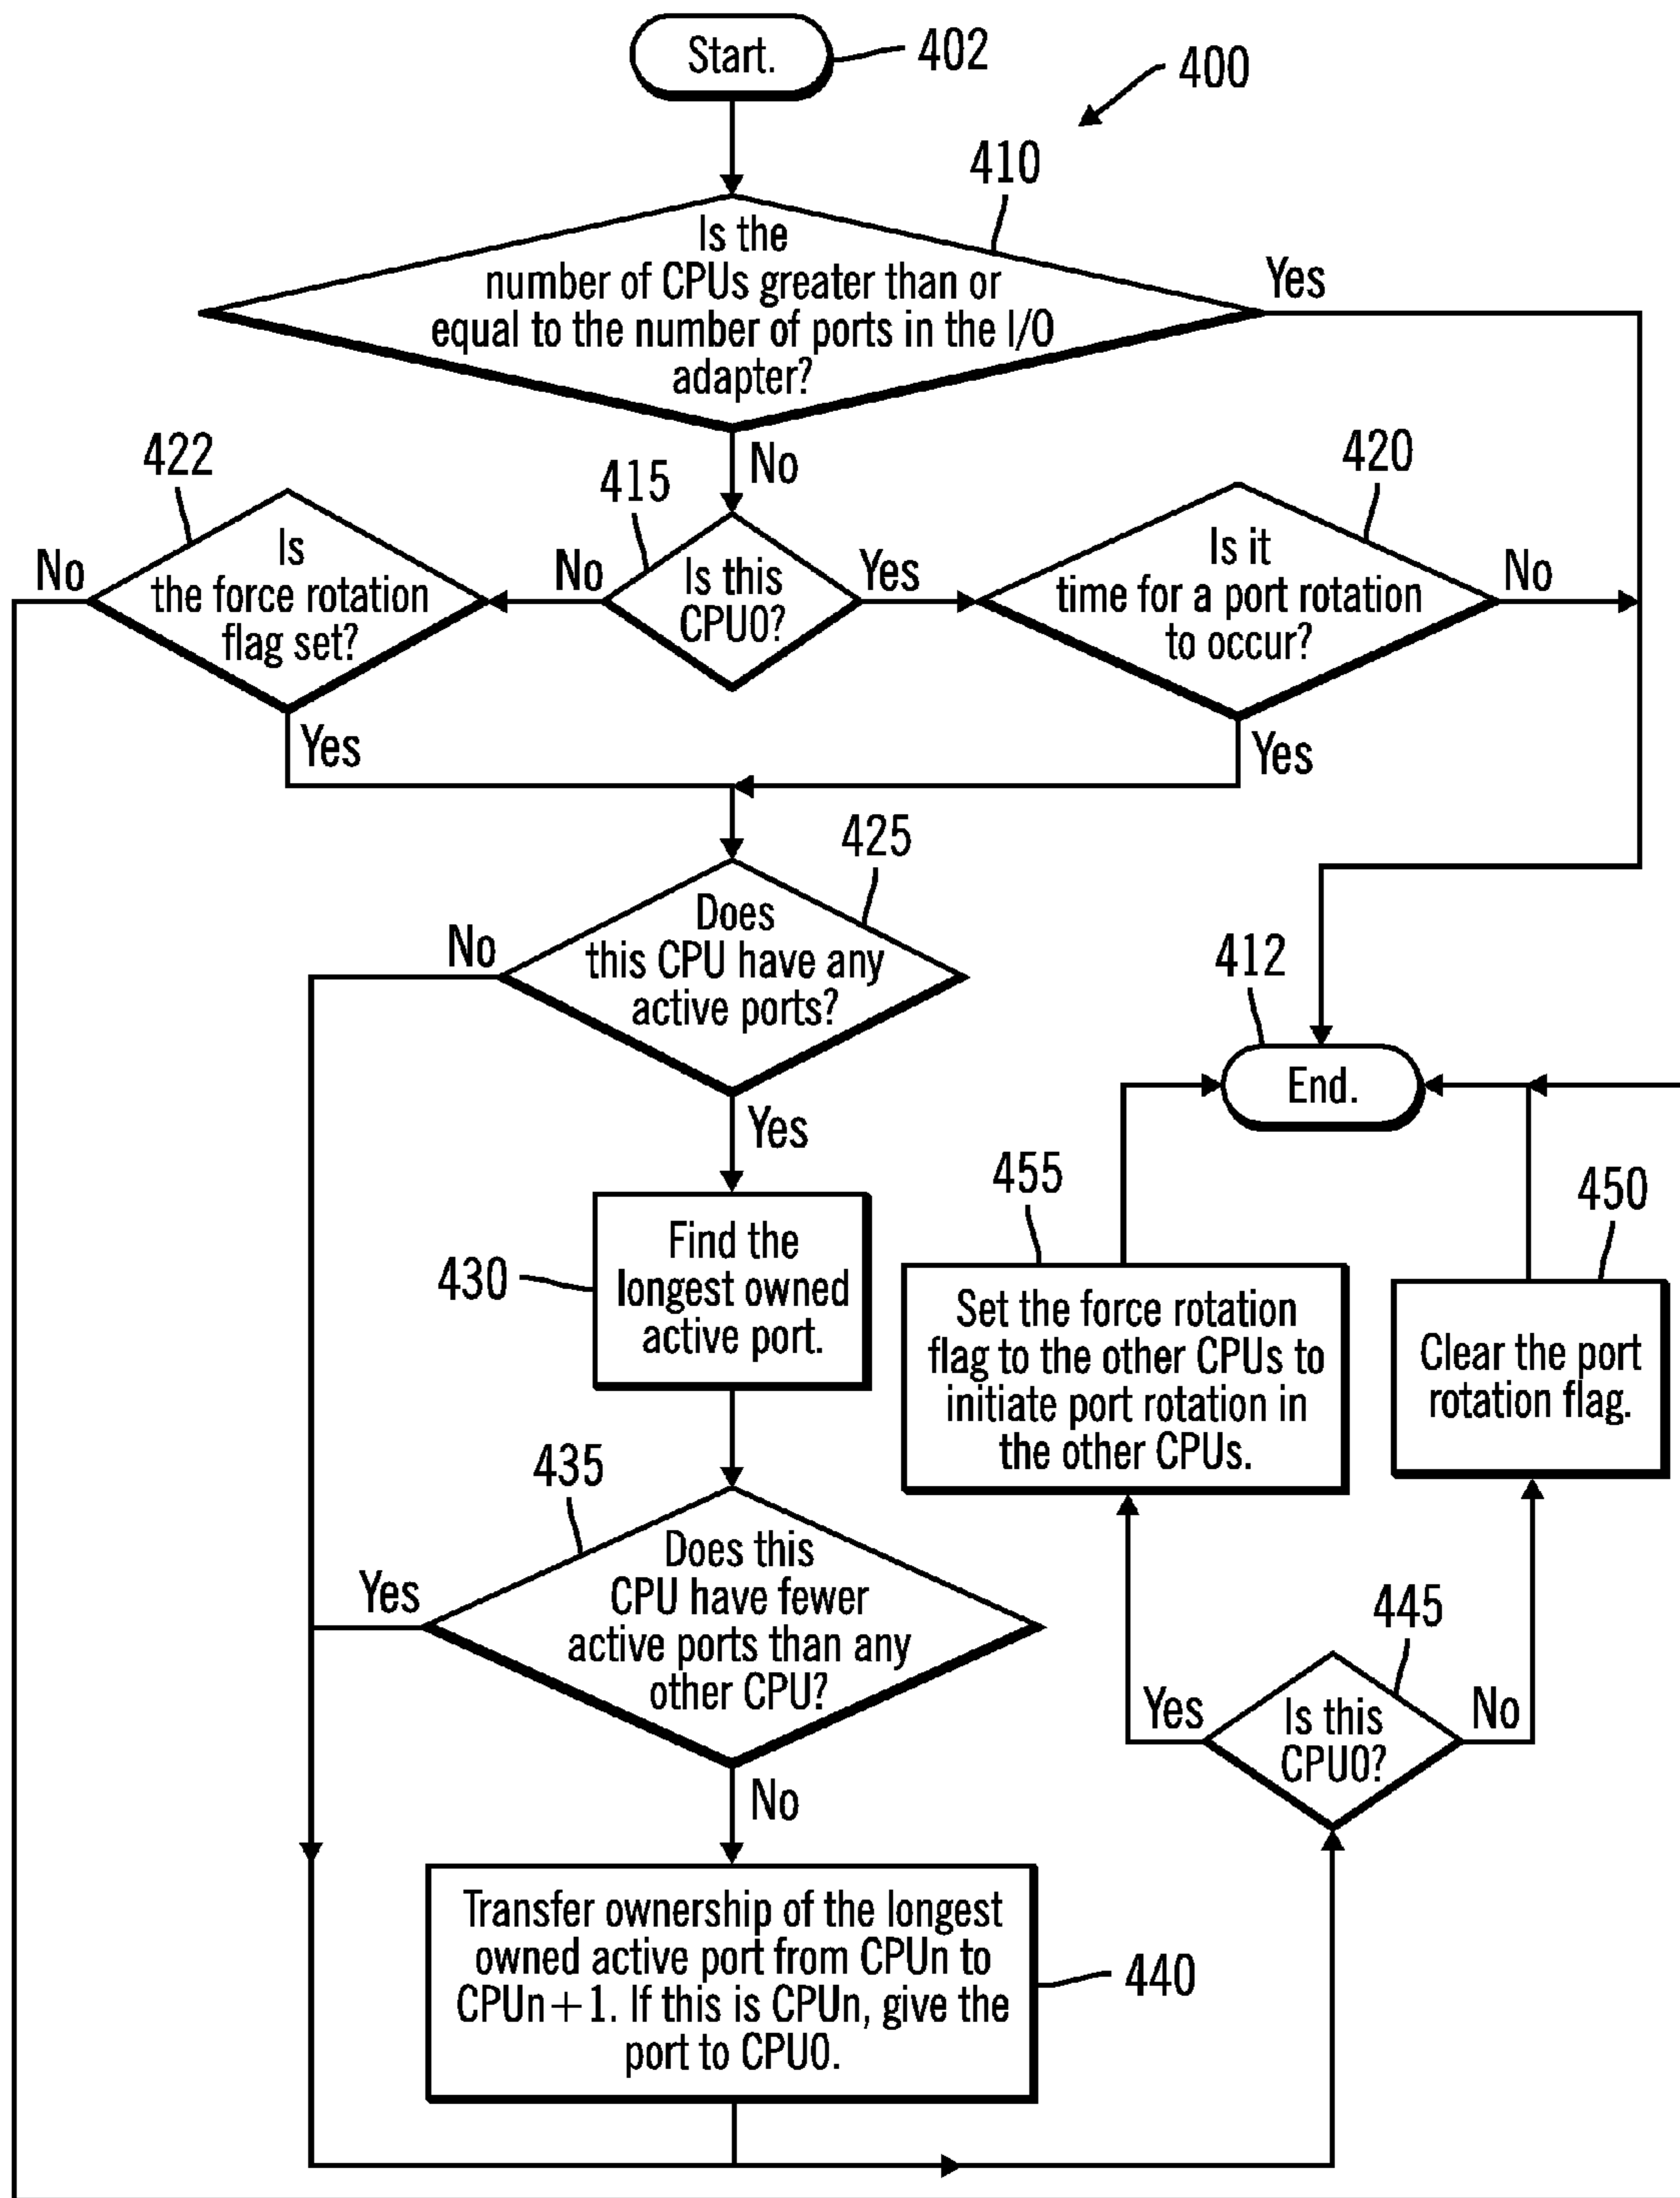 Start.
402
400
410
Is the
number of CPUs greater than or
equal to the number of ports in the I/O
adapter?
Yes
No
422
415
420
No
Is
the force rotation
flag set?
No
Is this
CPU0?
Yes
Is it
time for a port rotation
to occur?
No
Yes
Yes
425
Does
this CPU have any
active ports?
No
412
End.
Yes
455
450
430
Find the
longest owned
active port.
Set the force rotation
flag to the other CPUs to
initiate port rotation in
the other CPUs.
Clear the port
rotation flag.
435
Does this
CPU have fewer
active ports than any
other CPU?
Yes
445
Yes
Is this
CPU0?
No
No
Transfer ownership of the longest
owned active port from CPUn to
CPUn+1. If this is CPUn, give the
port to CPU0.
440